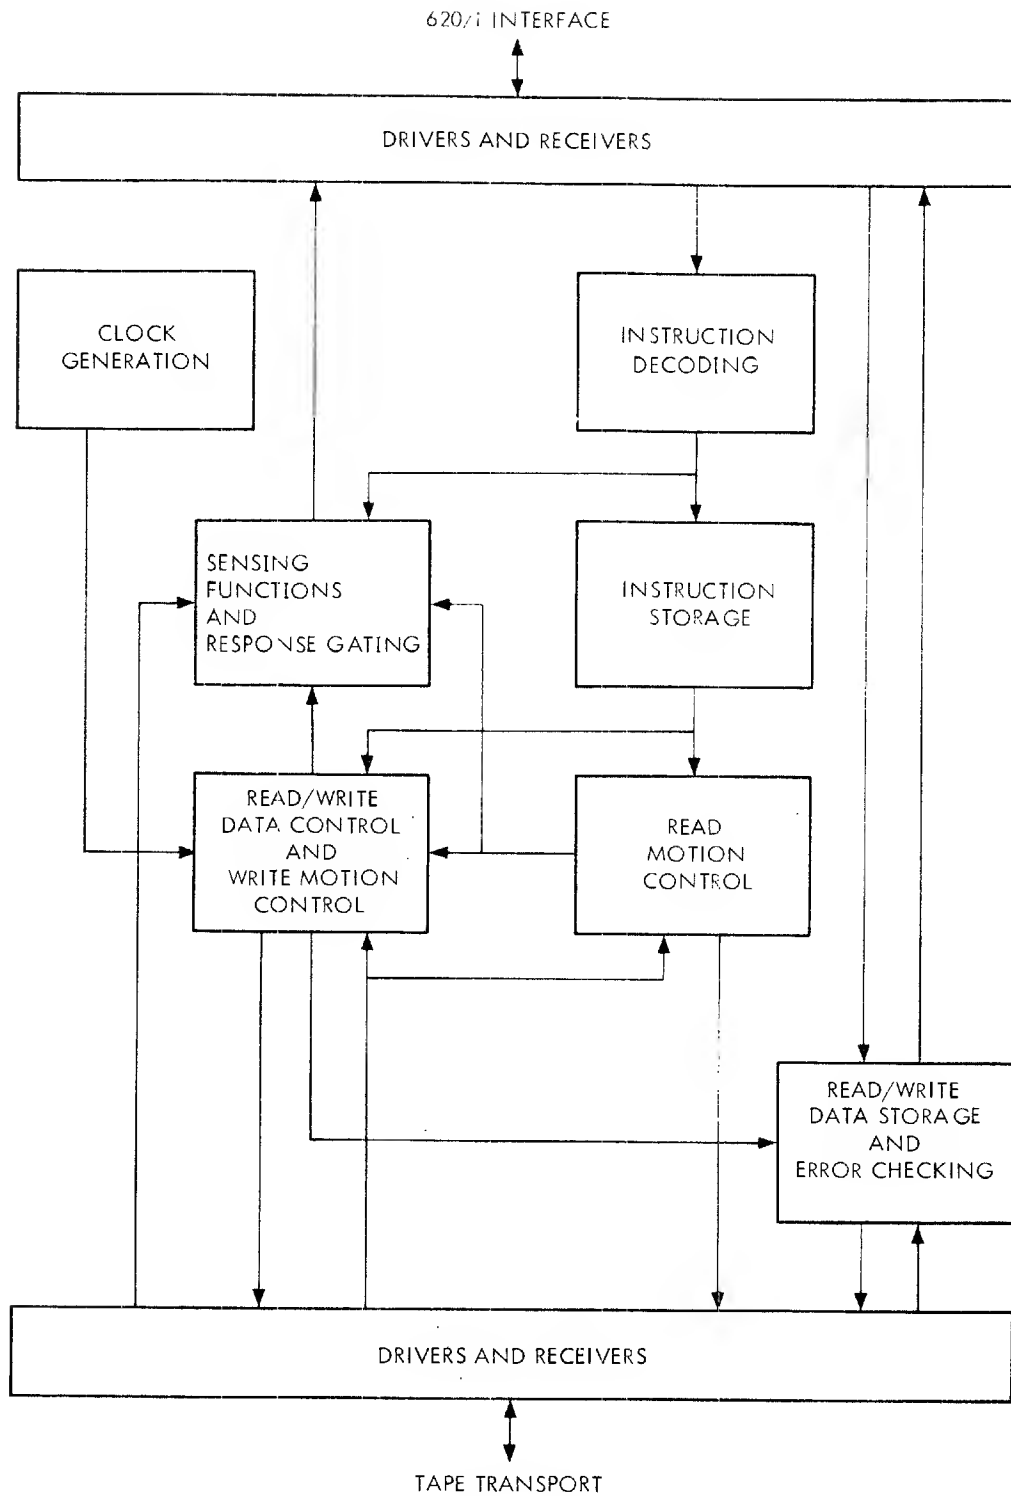 620/i INTERFACE
DRIVERS AND RECEIVERS
CLOCK
GENERATION
INSTRUCTION
DECODING
SENSING
FUNCTIONS
AND
RESPONSE GATING
INSTRUCTION
STORAGE
READ/WRITE
DATA CONTROL
AND
WRITE MOTION
CONTROL
READ
MOTION
CONTROL
READ/WRITE
DATA STORAGE
AND
ERROR CHECKING
DRIVERS AND RECEIVERS
TAPE TRANSPORT